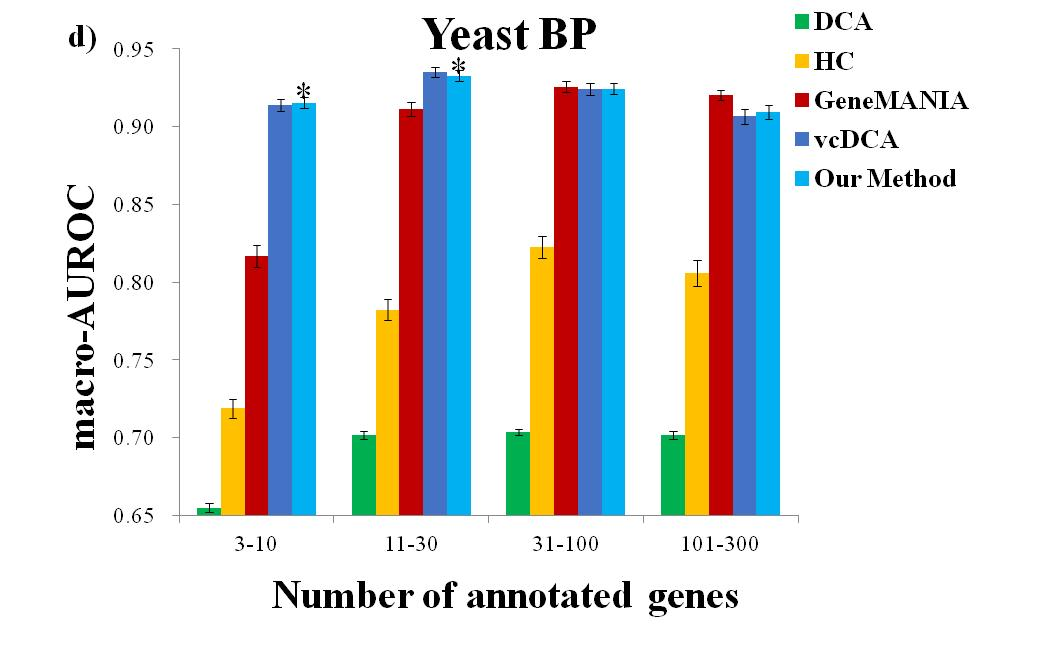 d)
Yeast BP
DCA
HC
GeneMANIA
vcDCA
Our Method
macro-AUROC
0.95
0.90
0.85
0.80
0.75
0.70
0.65
*
*
3-10
11-30
31-100
101-300
Number of annotated genes